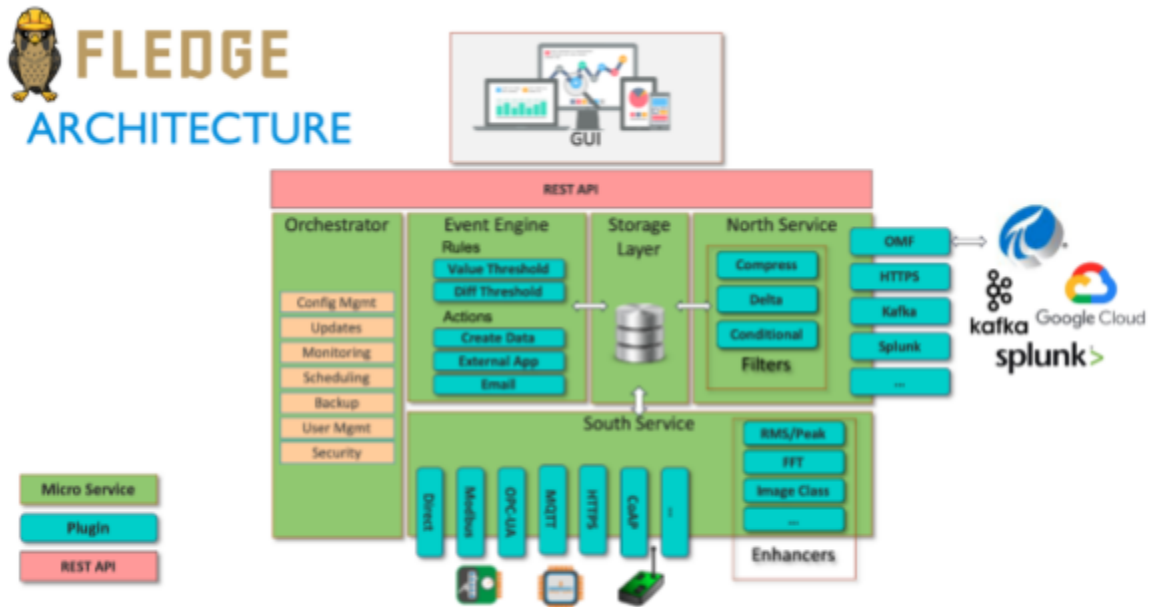 FLEDGE
ARCHITECTURE
GUI
REST API
Orchestrator
Config Mgmt
Updates
Monitoring
Scheduling
Backup
User Mgmt
Security
Event Engine
Rules
Value Threshold
Diff Threshold
Actions
Create Data
External App
Email
Storage
Layer
North Service
Compress
Delta
Conditional
Filters
OMF
HTTPS
Kafka
Splunk
...
kafka
Google Cloud
splunk>
South Service
Direct
Modbus
OPC-UA
MQTT
HTTPS
CoAP
...
RMS/Peak
FFT
Image Class
...
Enhancers
Micro Service
Plugin
REST API